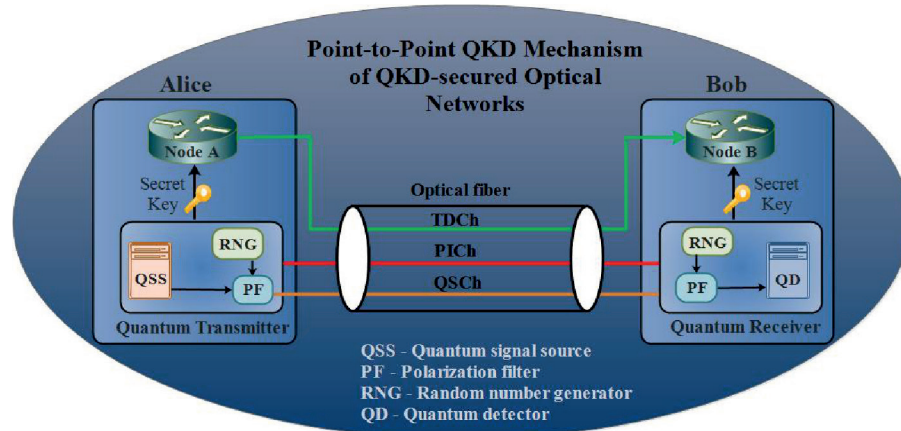 Point-to-Point QKD Mechanism
of QKD-secured Optical
Networks
Alice
Bob
Node A
Node B
Secret
Key
Secret
Key
Optical fiber
TDCh
PICh
QSCh
RNG
QSS
PF
RNG
PF
QD
Quantum Transmitter
Quantum Receiver
QSS - Quantum signal source
PF - Polarization filter
RNG - Random number generator
QD - Quantum detector